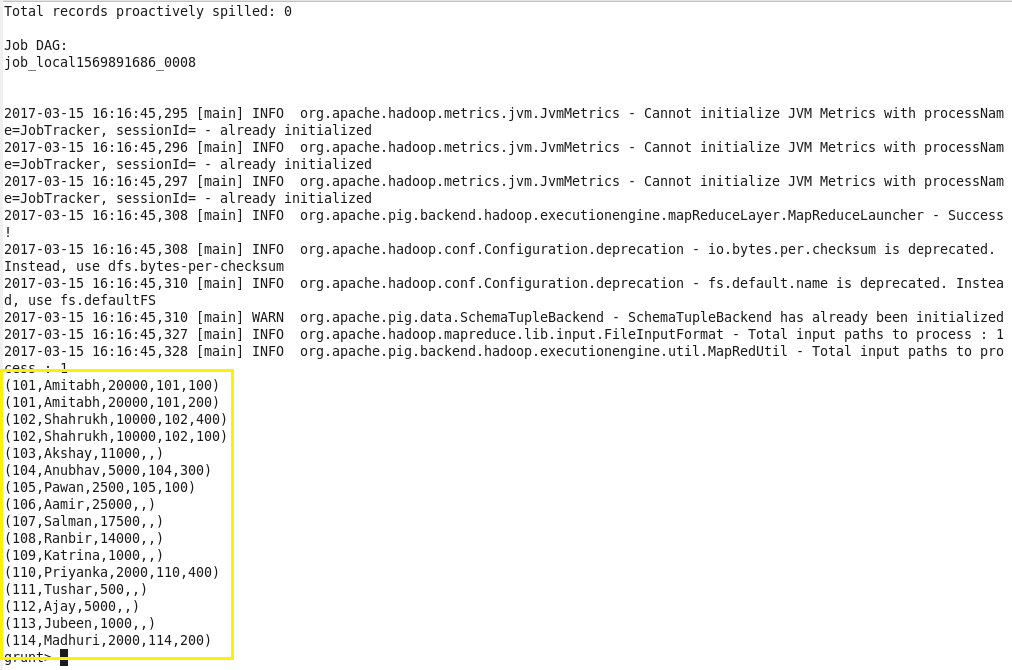 Total records proactively spilled: 0
Job DAG:
job_local1569891686_0008
2017-03-15 16:16:45,295 [main] INFO  org.apache.hadoop.metrics.jvm.JvmMetrics - Cannot initialize JVM Metrics with processNam
e=JobTracker, sessionId= - already initialized
2017-03-15 16:16:45,296 [main] INFO  org.apache.hadoop.metrics.jvm.JvmMetrics - Cannot initialize JVM Metrics with processNam
e=JobTracker, sessionId= - already initialized
2017-03-15 16:16:45,297 [main] INFO  org.apache.hadoop.metrics.jvm.JvmMetrics - Cannot initialize JVM Metrics with processNam
e=JobTracker, sessionId= - already initialized
2017-03-15 16:16:45,308 [main] INFO  org.apache.pig.backend.hadoop.executionengine.mapReduceLayer.MapReduceLauncher - Success
!
2017-03-15 16:16:45,308 [main] INFO  org.apache.hadoop.conf.Configuration.deprecation - io.bytes.per.checksum is deprecated.
Instead, use dfs.bytes-per-checksum
2017-03-15 16:16:45,310 [main] INFO  org.apache.hadoop.conf.Configuration.deprecation - fs.default.name is deprecated. Instea
d, use fs.defaultFS
2017-03-15 16:16:45,310 [main] WARN  org.apache.pig.data.SchemaTupleBackend - SchemaTupleBackend has already been initialized
2017-03-15 16:16:45,327 [main] INFO  org.apache.hadoop.mapreduce.lib.input.FileInputFormat - Total input paths to process : 1
2017-03-15 16:16:45,328 [main] INFO  org.apache.pig.backend.hadoop.executionengine.util.MapRedUtil - Total input paths to pro
cess : 1
(101,Amitabh,20000,101,100)
(101,Amitabh,20000,101,200)
(102,Shahrukh,10000,102,400)
(102,Shahrukh,10000,102,100)
(103,Akshay,11000,,)
(104,Anubhav,5000,104,300)
(105,Pawan,2500,105,100)
(106,Aamir,25000,,)
(107,Salman,17500,,)
(108,Ranbir,14000,,)
(109,Katrina,1000,,)
(110,Priyanka,2000,110,400)
(111,Tushar,500,,)
(112,Ajay,5000,,)
(113,Jubeen,1000,,)
(114,Madhuri,2000,114,200)
grunt>